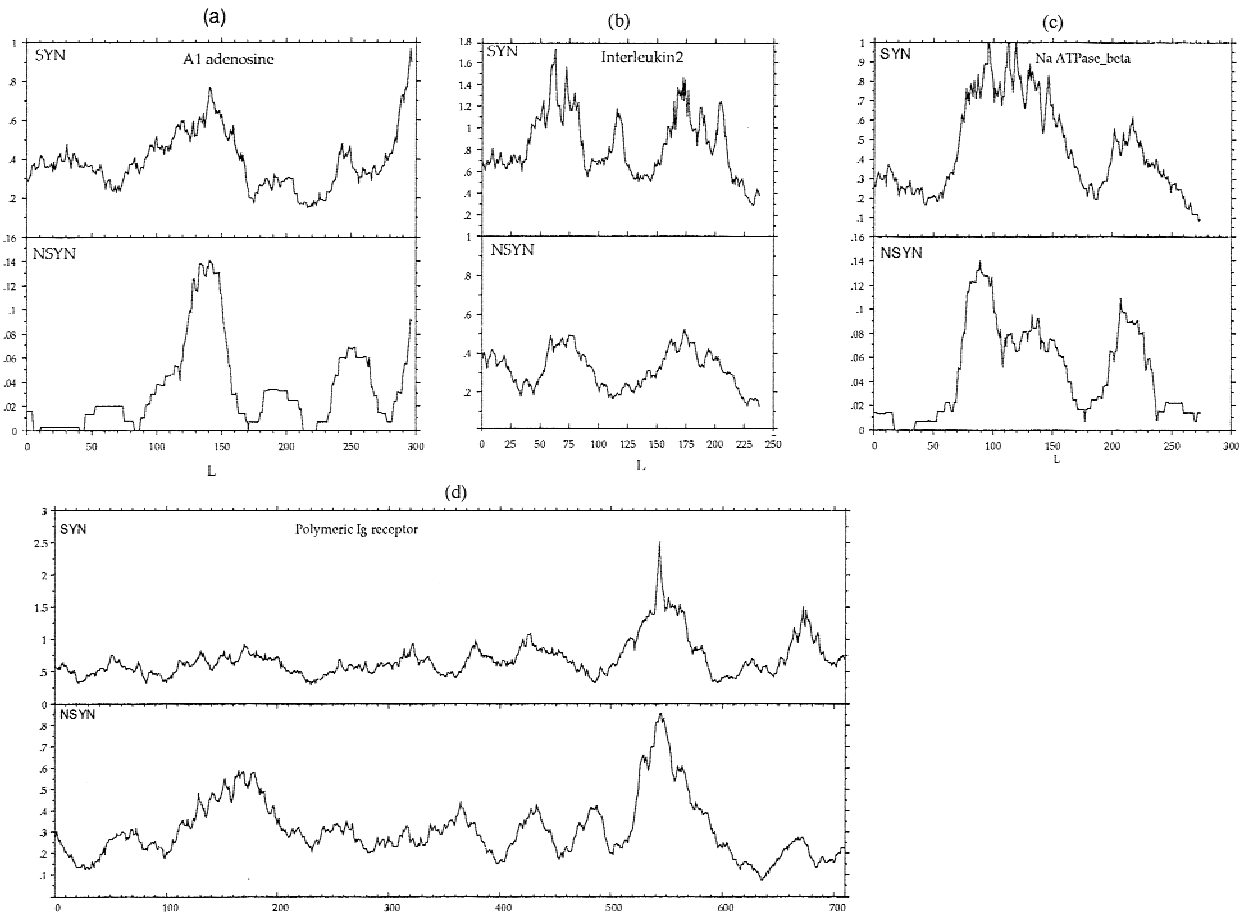 (a)
SYN
A1 adenosine
1
.8
.6
.4
.2
.16
NSYN
.14
.12
.1
.08
.06
.04
.02
0
0 50 100 150 200 250 300
L
(b)
SYN
Interleukin2
1.8
1.6
1.4
1.2
1
.8
.6
.4
.2
1
NSYN
.8
.6
.4
.2
0 25 50 75 100 125 150 175 200 225 250
L
(c)
SYN
Na ATPase_beta
1
.9
.8
.7
.6
.5
.4
.3
.2
.1
.16
NSYN
.14
.12
.1
.08
.06
.04
.02
0
0 50 100 150 200 250 300
L
(d)
SYN
Polymeric Ig receptor
3
2.5
2
1.5
1
.5
0
NSYN
.8
.7
.6
.5
.4
.3
.2
.1
0 100 200 300 400 500 600 700